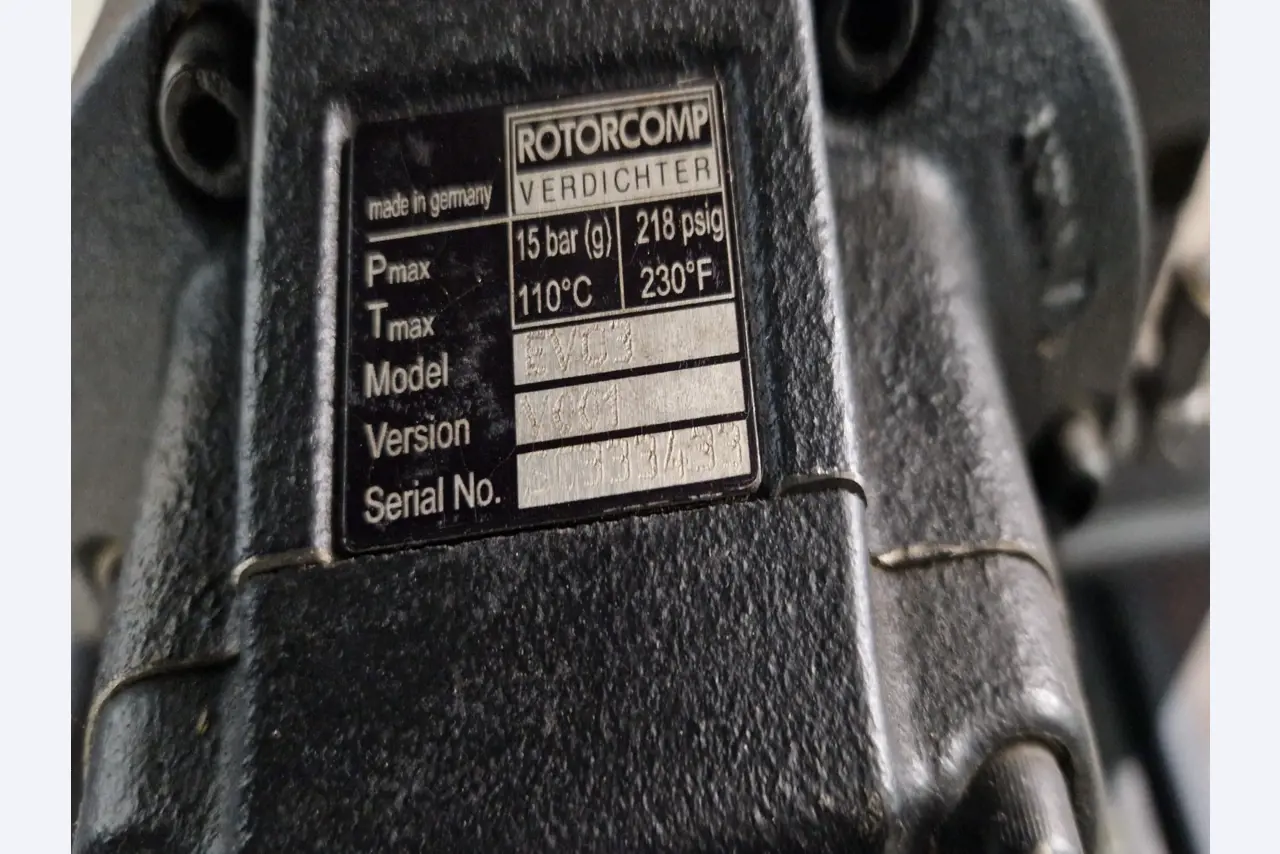 ROTORCOMP
VERDICHTER
made in germany
Pmax 15 bar (g) 218 psig
Tmax 110°C 230°F
Model EVO3
Version V001
Serial No.